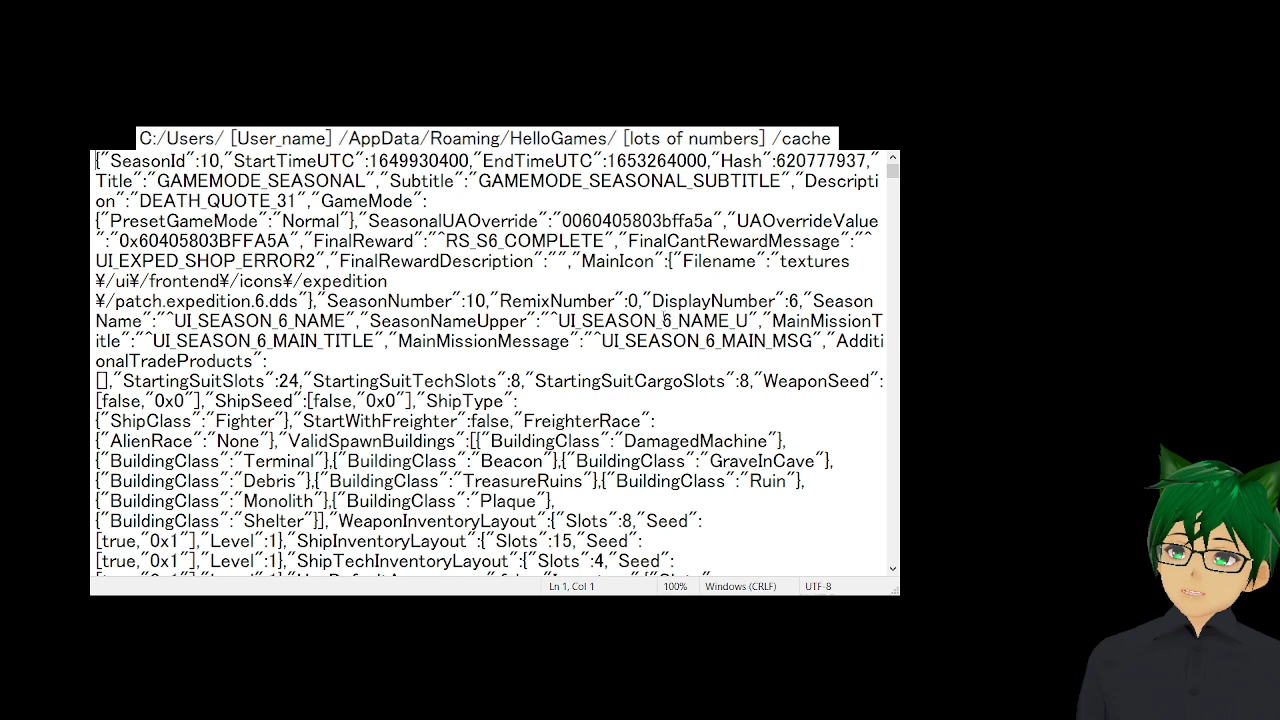 C:/Users/ [User_name] /AppData/Roaming/HelloGames/ [lots of numbers] /cache
{"SeasonId":10,"StartTimeUTC":1649930400,"EndTimeUTC":1653264000,"Hash":620777937,"
Title":"GAMEMODE_SEASONAL","Subtitle":"GAMEMODE_SEASONAL_SUBTITLE","Descripti
on":"DEATH_QUOTE_31","GameMode":
{"PresetGameMode":"Normal"},"SeasonalUAOverride":"0060405803bffa5a","UAOverrideValue
":"0x60405803BFFA5A","FinalReward":"^RS_S6_COMPLETE","FinalCantRewardMessage":"^
UI_EXPED_SHOP_ERROR2","FinalRewardDescription":"","MainIcon":{"Filename":"textures
¥/ui¥/frontend¥/icons¥/expedition
¥/patch.expedition.6.dds"},"SeasonNumber":10,"RemixNumber":0,"DisplayNumber":6,"Season
Name":"^UI_SEASON_6_NAME","SeasonNameUpper":"^UI_SEASON_6_NAME_U","MainMissionT
itle":"^UI_SEASON_6_MAIN_TITLE","MainMissionMessage":"^UI_SEASON_6_MAIN_MSG","Additi
onalTradeProducts":
[],"StartingSuitSlots":24,"StartingSuitTechSlots":8,"StartingSuitCargoSlots":8,"WeaponSeed":
[false,"0x0"],"ShipSeed":[false,"0x0"],"ShipType":
{"ShipClass":"Fighter"},"StartWithFreighter":false,"FreighterRace":
{"AlienRace":"None"},"ValidSpawnBuildings":[{"BuildingClass":"DamagedMachine"},
{"BuildingClass":"Terminal"},{"BuildingClass":"Beacon"},{"BuildingClass":"GraveInCave"},
{"BuildingClass":"Debris"},{"BuildingClass":"TreasureRuins"},{"BuildingClass":"Ruin"},
{"BuildingClass":"Monolith"},{"BuildingClass":"Plaque"},
{"BuildingClass":"Shelter"}],"WeaponInventoryLayout":{"Slots":8,"Seed":
[true,"0x1"],"Level":1},"ShipInventoryLayout":{"Slots":15,"Seed":
[true,"0x1"],"Level":1},"ShipTechInventoryLayout":{"Slots":4,"Seed":
Ln 1, Col 1
100%
Windows (CRLF)
UTF-8